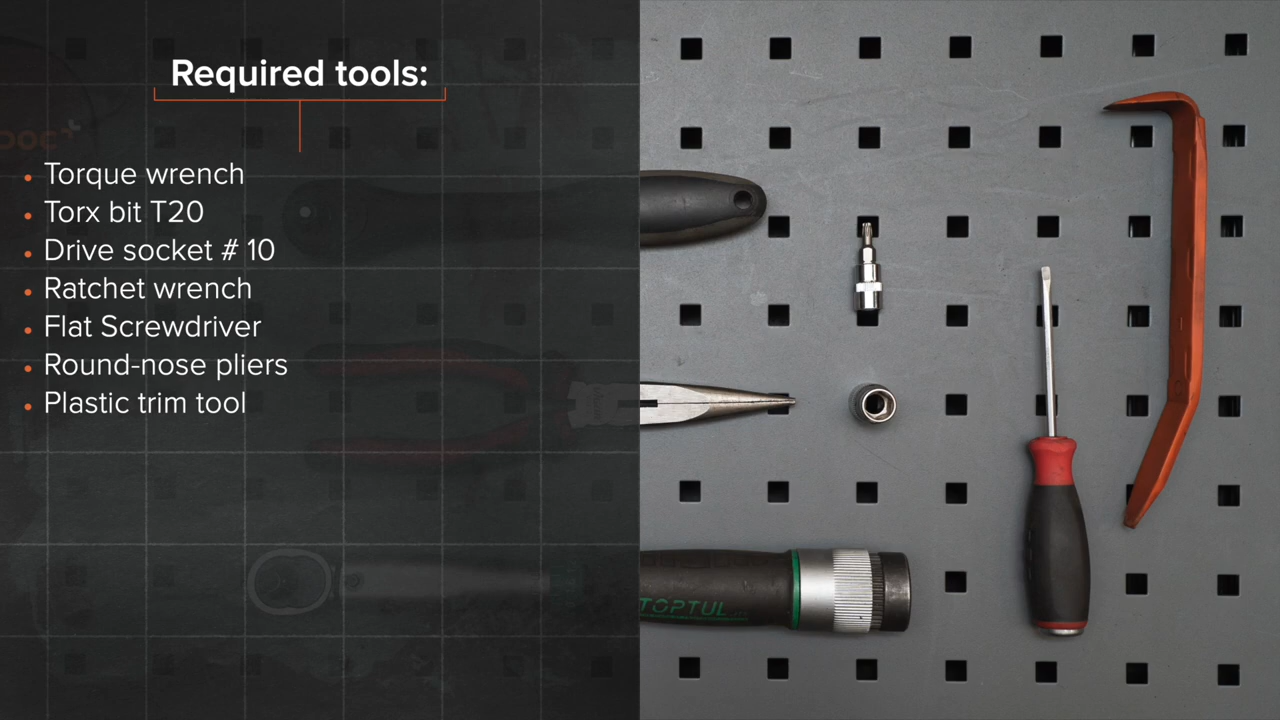 Required tools:
• Torque wrench
• Torx bit T20
• Drive socket # 10
• Ratchet wrench
• Flat Screwdriver
• Round-nose pliers
• Plastic trim tool
TOPTUL